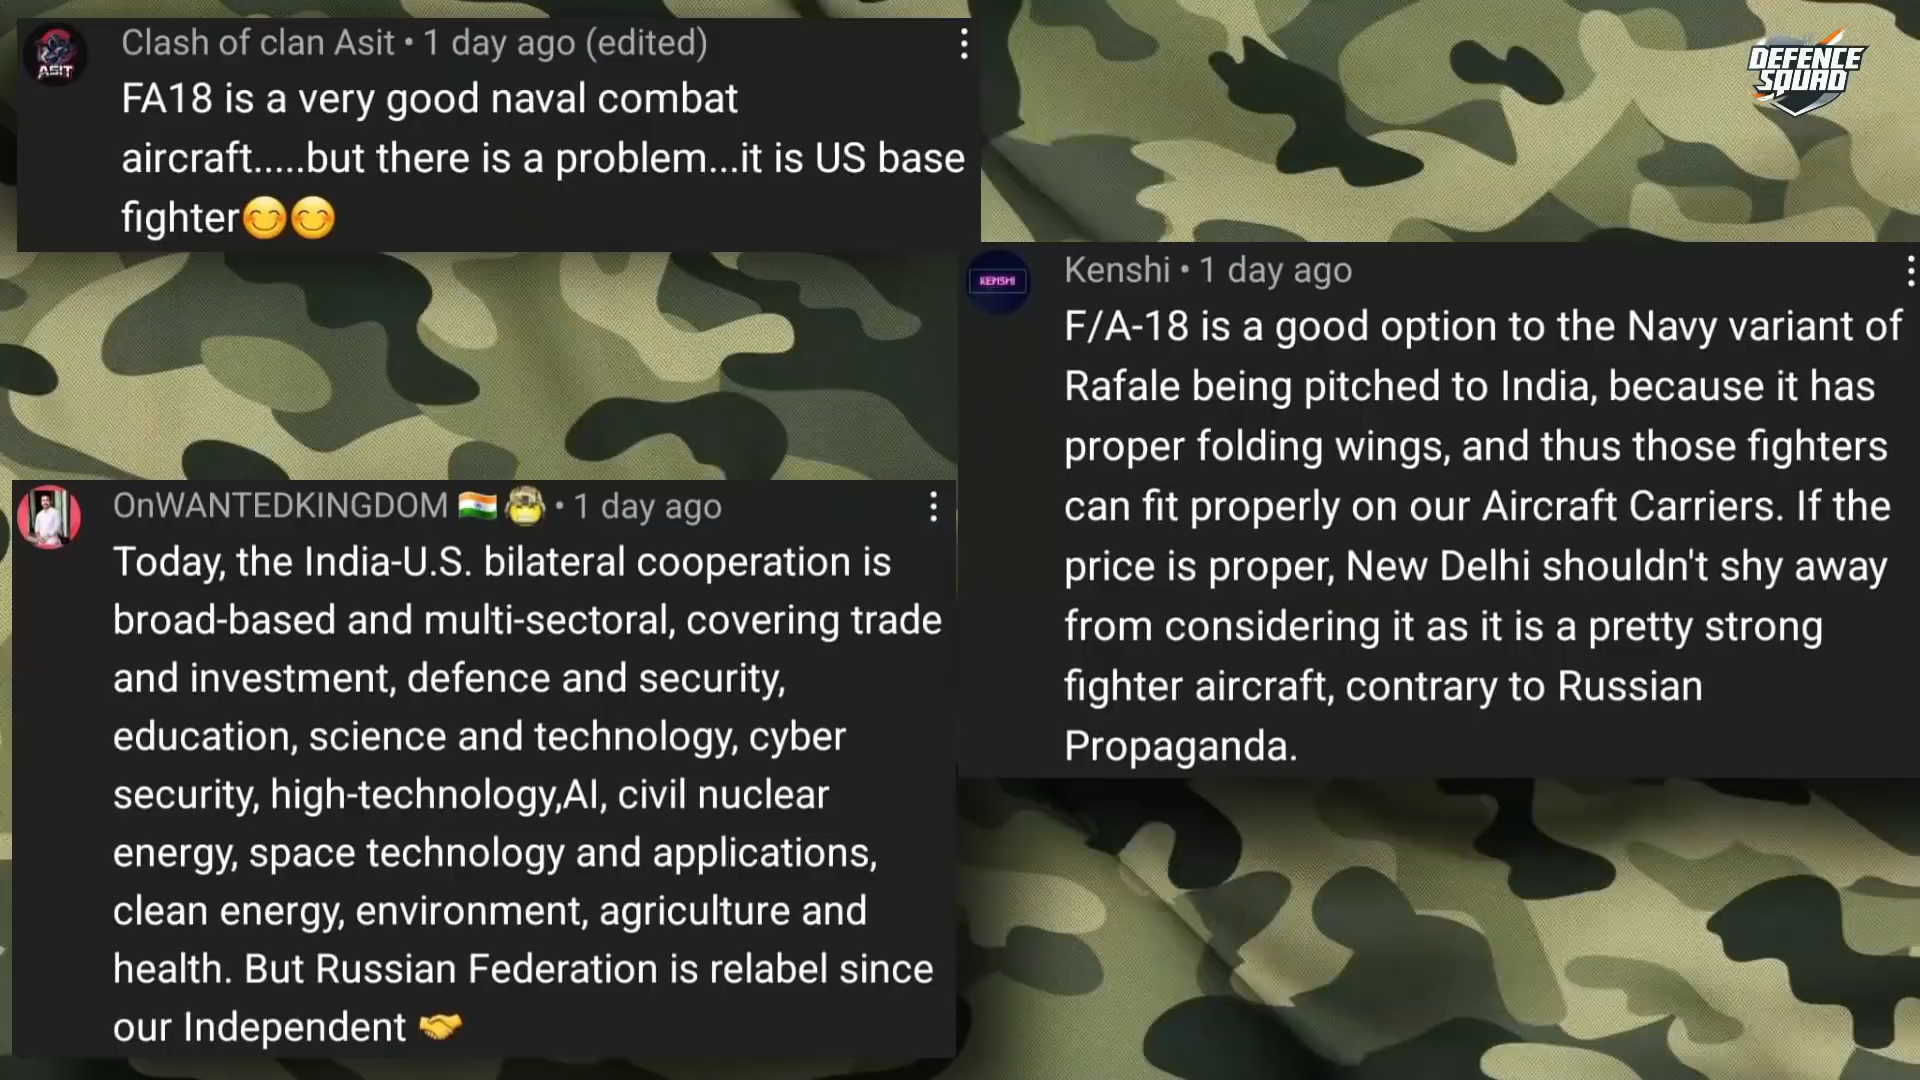 Clash of clan Asit • 1 day ago (edited)
FA18 is a very good naval combat
aircraft.....but there is a problem...it is US base
fighter😊😊
ASIT
DEFENCE
SQUAD
KENSHI
Kenshi • 1 day ago
F/A-18 is a good option to the Navy variant of
Rafale being pitched to India, because it has
proper folding wings, and thus those fighters
can fit properly on our Aircraft Carriers. If the
price is proper, New Delhi shouldn't shy away
from considering it as it is a pretty strong
fighter aircraft, contrary to Russian
Propaganda.
OnWANTEDKINGDOM 🇮🇳 • 1 day ago
Today, the India-U.S. bilateral cooperation is
broad-based and multi-sectoral, covering trade
and investment, defence and security,
education, science and technology, cyber
security, high-technology,AI, civil nuclear
energy, space technology and applications,
clean energy, environment, agriculture and
health. But Russian Federation is relabel since
our Independent 🤝